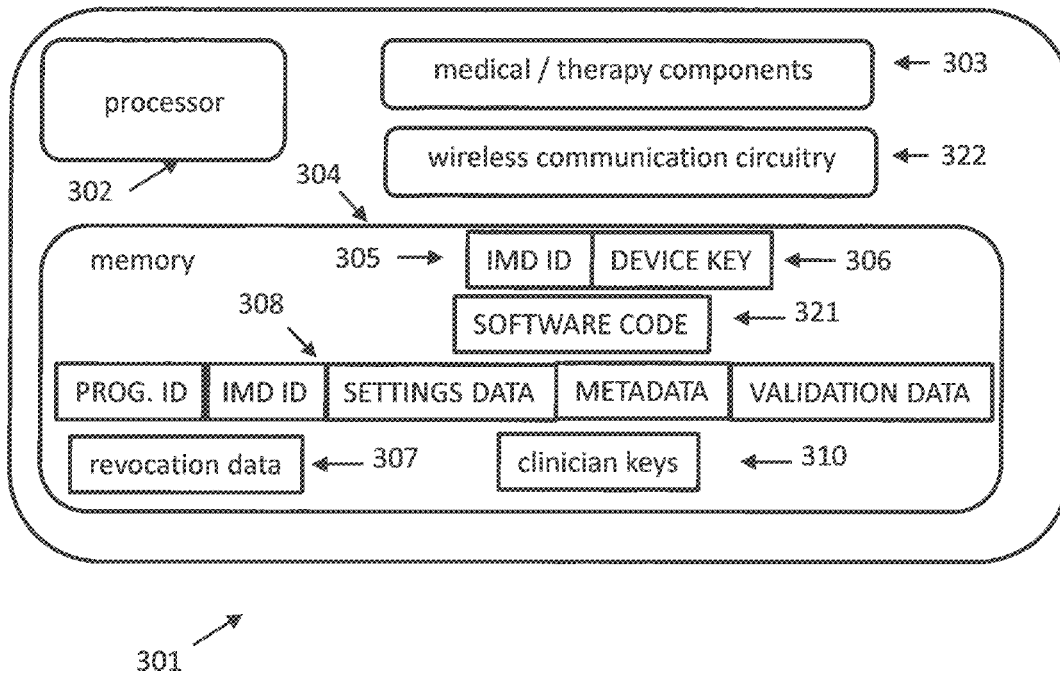 processor
medical / therapy components
303
wireless communication circuitry
322
302
304
memory
305
IMD ID
DEVICE KEY
306
308
SOFTWARE CODE
321
PROG. ID
IMD ID
SETTINGS DATA
METADATA
VALIDATION DATA
revocation data
307
clinician keys
310
301